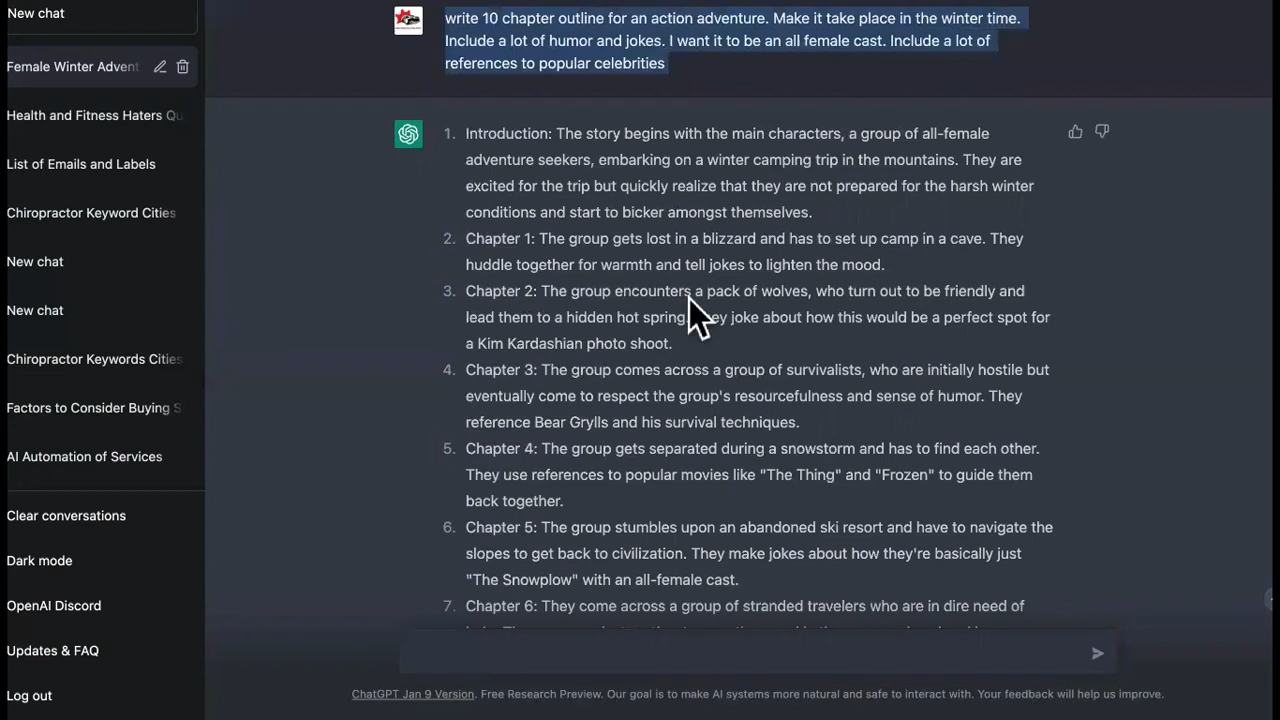 New chat
Female Winter Advent
Health and Fitness Haters Qu
List of Emails and Labels
Chiropractor Keyword Cities
New chat
New chat
Chiropractor Keywords Cities
Factors to Consider Buying S
AI Automation of Services
Clear conversations
Dark mode
OpenAI Discord
Updates & FAQ
Log out
write 10 chapter outline for an action adventure. Make it take place in the winter time.
Include a lot of humor and jokes. I want it to be an all female cast. Include a lot of
references to popular celebrities
1. Introduction: The story begins with the main characters, a group of all-female
adventure seekers, embarking on a winter camping trip in the mountains. They are
excited for the trip but quickly realize that they are not prepared for the harsh winter
conditions and start to bicker amongst themselves.
2. Chapter 1: The group gets lost in a blizzard and has to set up camp in a cave. They
huddle together for warmth and tell jokes to lighten the mood.
3. Chapter 2: The group encounters a pack of wolves, who turn out to be friendly and
lead them to a hidden hot spring. They joke about how this would be a perfect spot for
a Kim Kardashian photo shoot.
4. Chapter 3: The group comes across a group of survivalists, who are initially hostile but
eventually come to respect the group's resourcefulness and sense of humor. They
reference Bear Grylls and his survival techniques.
5. Chapter 4: The group gets separated during a snowstorm and has to find each other.
They use references to popular movies like "The Thing" and "Frozen" to guide them
back together.
6. Chapter 5: The group stumbles upon an abandoned ski resort and have to navigate the
slopes to get back to civilization. They make jokes about how they're basically just
"The Snowplow" with an all-female cast.
7. Chapter 6: They come across a group of stranded travelers who are in dire need of
ChatGPT Jan 9 Version. Free Research Preview. Our goal is to make AI systems more natural and safe to interact with. Your feedback will help us improve.